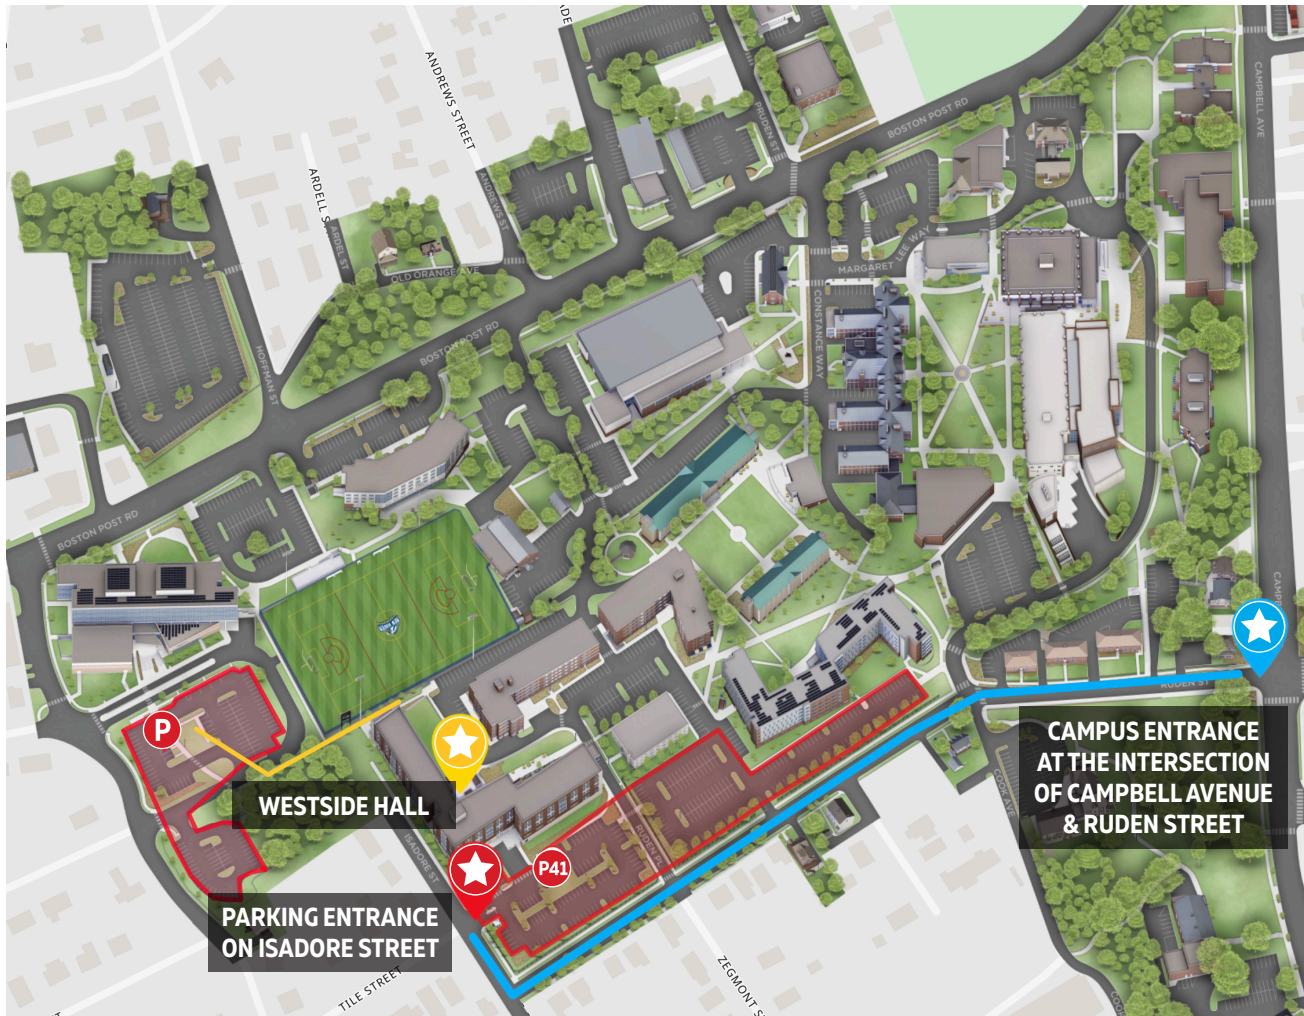 ANDREWS STREET
PRUDEN ST
BOSTON POST RD
CAMPBELL AVE
ARDELL S
ARDEL ST
ANDREWS ST
OLD ORANGE AVE
MARGARET LEE WAY
CONSTANCE WAY
HOFFMAN ST
BOSTON POST RD
BOSTON POST RD
P
WESTSIDE HALL
RUDEN ST
CAMPUS ENTRANCE
AT THE INTERSECTION
OF CAMPBELL AVENUE
& RUDEN STREET
COOK AVE
ISADORE ST
RUDEN PL
P41
PARKING ENTRANCE
ON ISADORE STREET
TILE STREET
ZEGMONT S
COOK